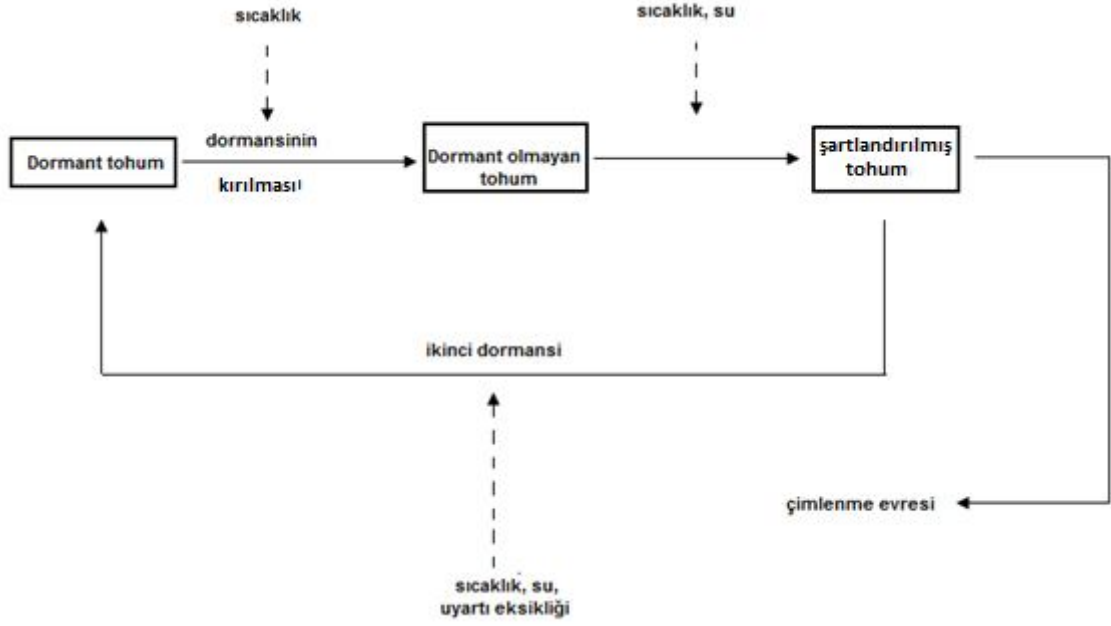 sıcaklık
sıcaklık, su
dormansinin
kırılması
Dormant tohum
Dormant olmayan
tohum
şartlandırılmış
tohum
ikinci dormansi
çimlenme evresi
sıcaklık, su,
uyartı eksikliği